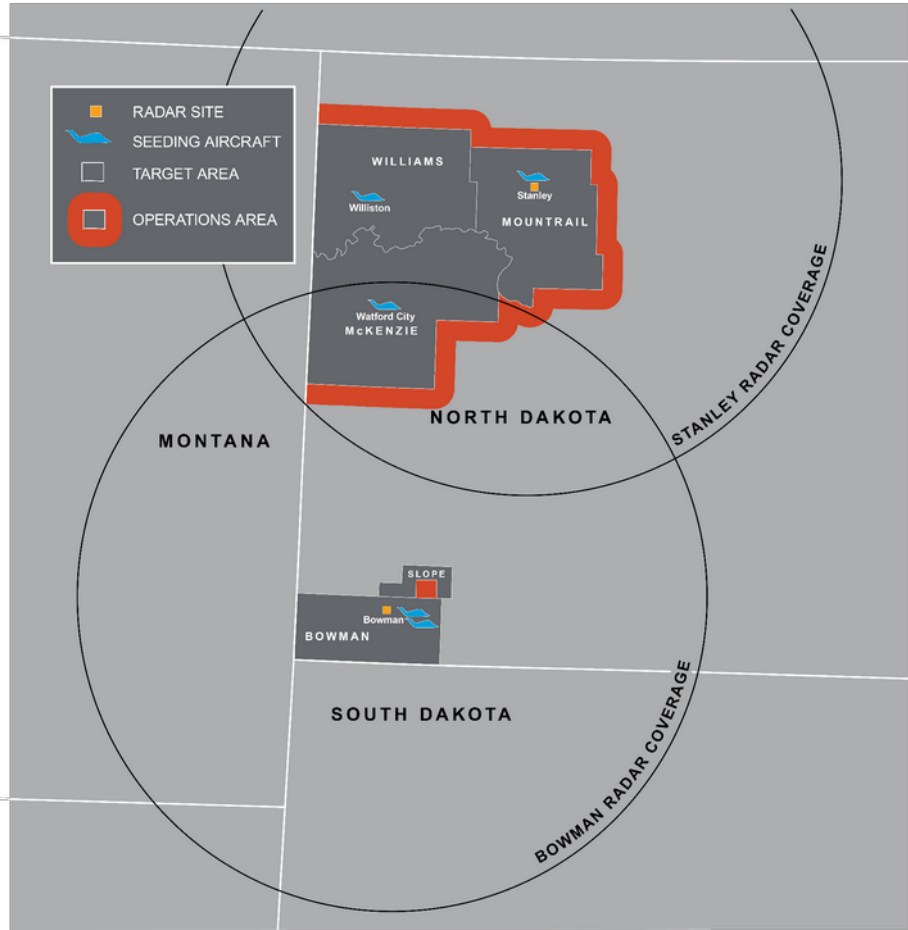 RADAR SITE
SEEDING AIRCRAFT
TARGET AREA
OPERATIONS AREA
WILLIAMS
Williston
Stanley
MOUNTRAIL
Watford City
McKENZIE
STANLEY RADAR COVERAGE
NORTH DAKOTA
MONTANA
SLOPE
Bowman
BOWMAN
SOUTH DAKOTA
BOWMAN RADAR COVERAGE